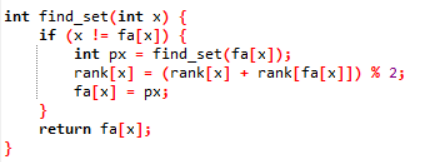 int find_set(int x) {
    if (x != fa[x]) {
        int px = find_set(fa[x]);
        rank[x] = (rank[x] + rank[fa[x]]) % 2;
        fa[x] = px;
    }
    return fa[x];
}